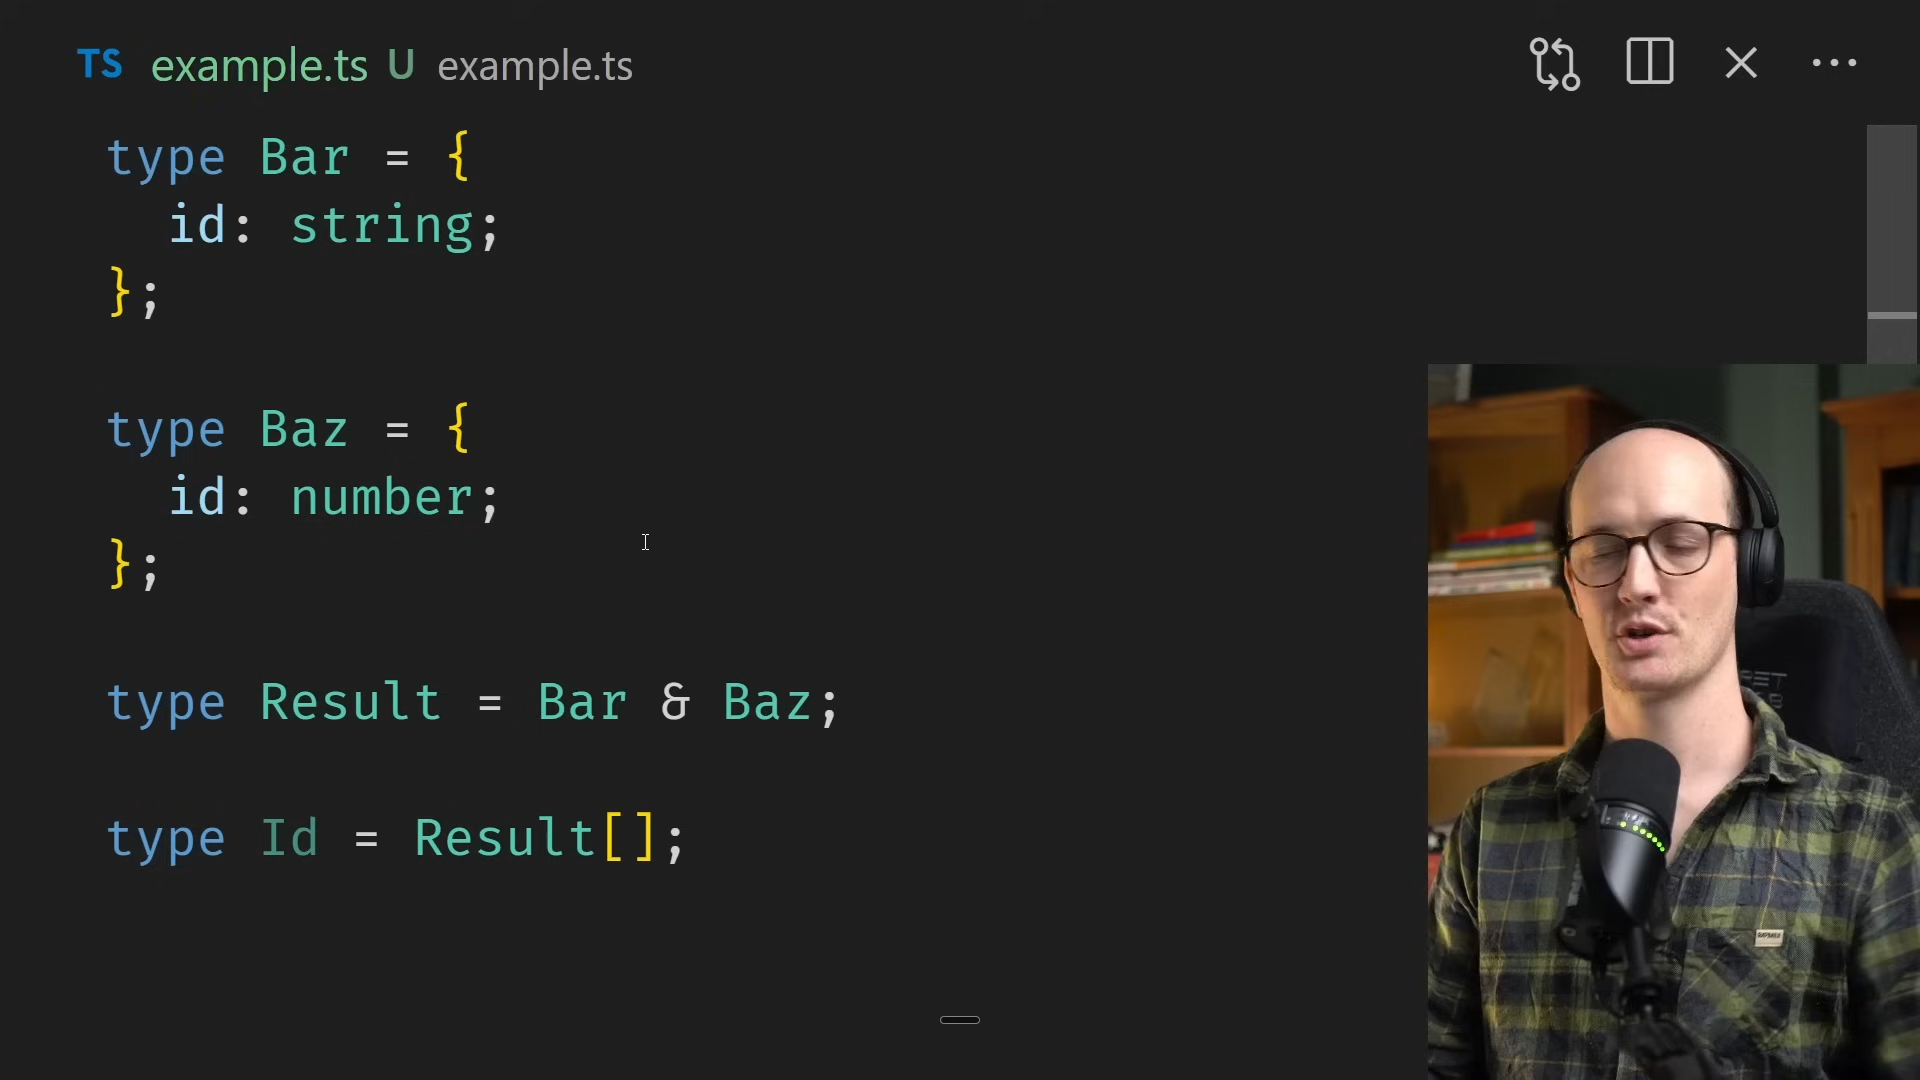 TS example.ts U example.ts
type Bar = {
  id: string;
};
type Baz = {
  id: number;
};
type Result = Bar & Baz;
type Id = Result[];